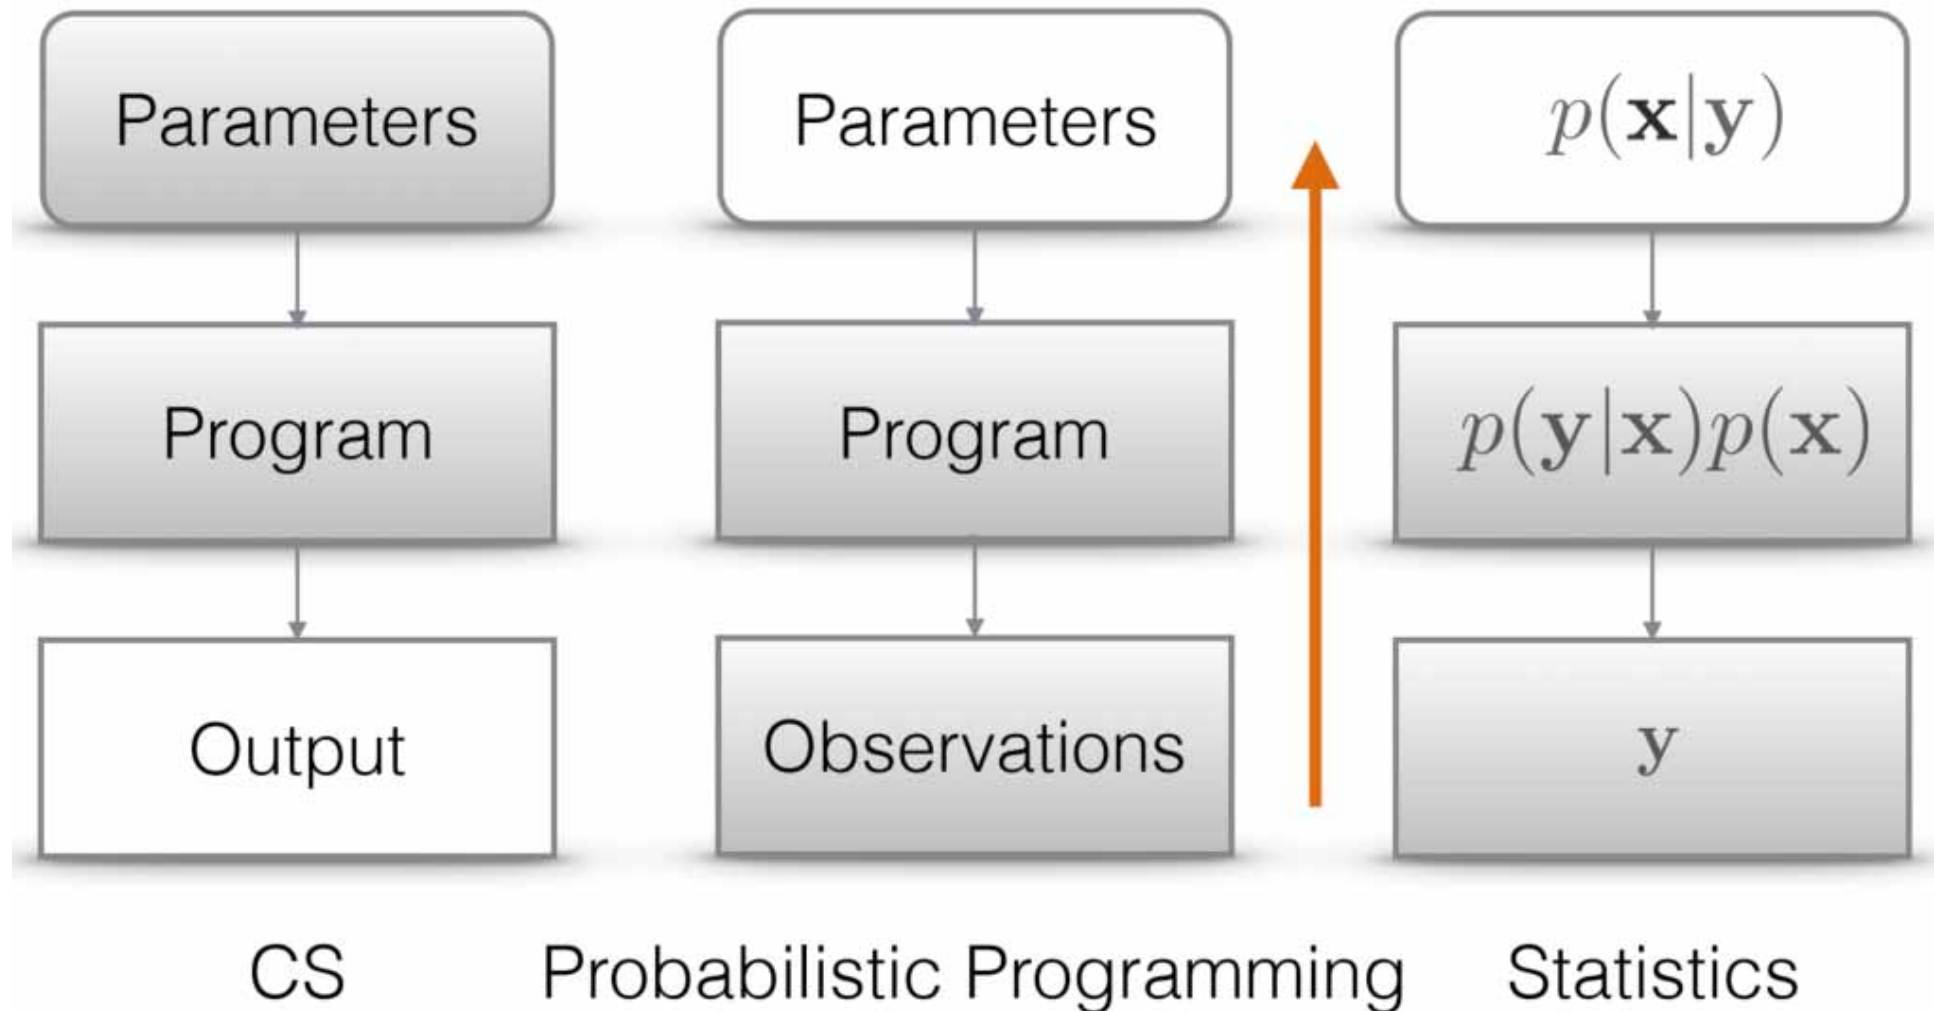 Parameters
Parameters
p(x|y)
Program
Program
p(y|x)p(x)
Output
Observations
y
CS
Probabilistic Programming
Statistics